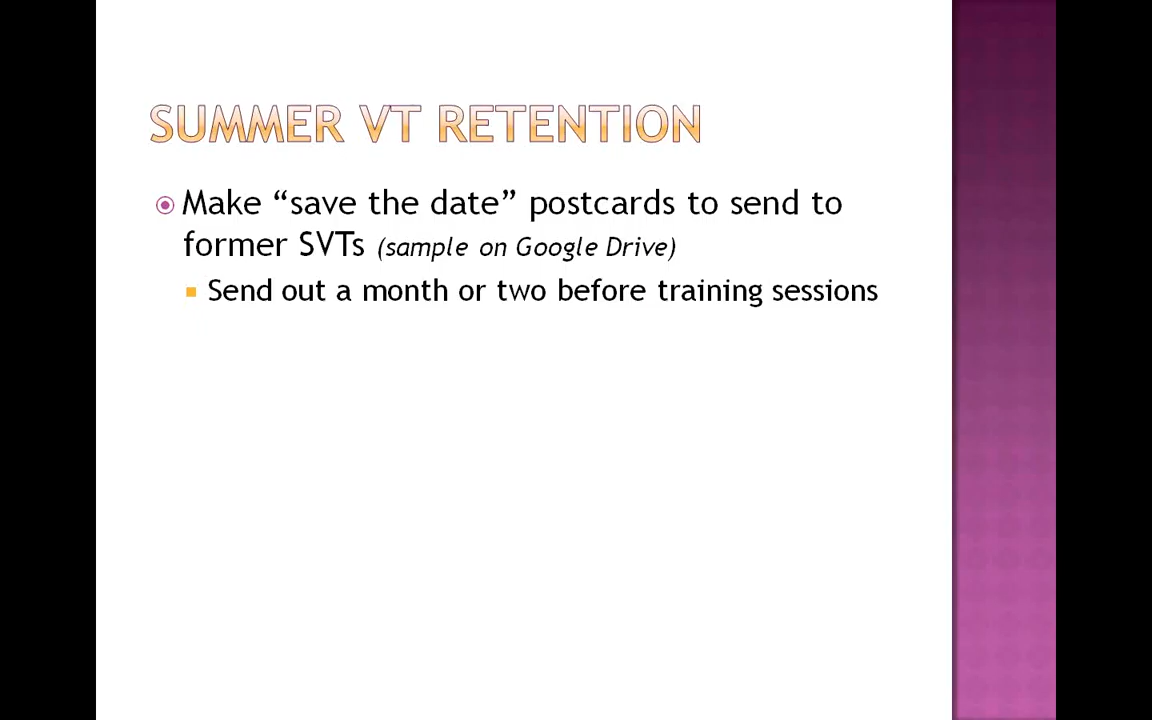 SUMMER VT RETENTION
Make “save the date” postcards to send to
former SVTs (sample on Google Drive)
Send out a month or two before training sessions